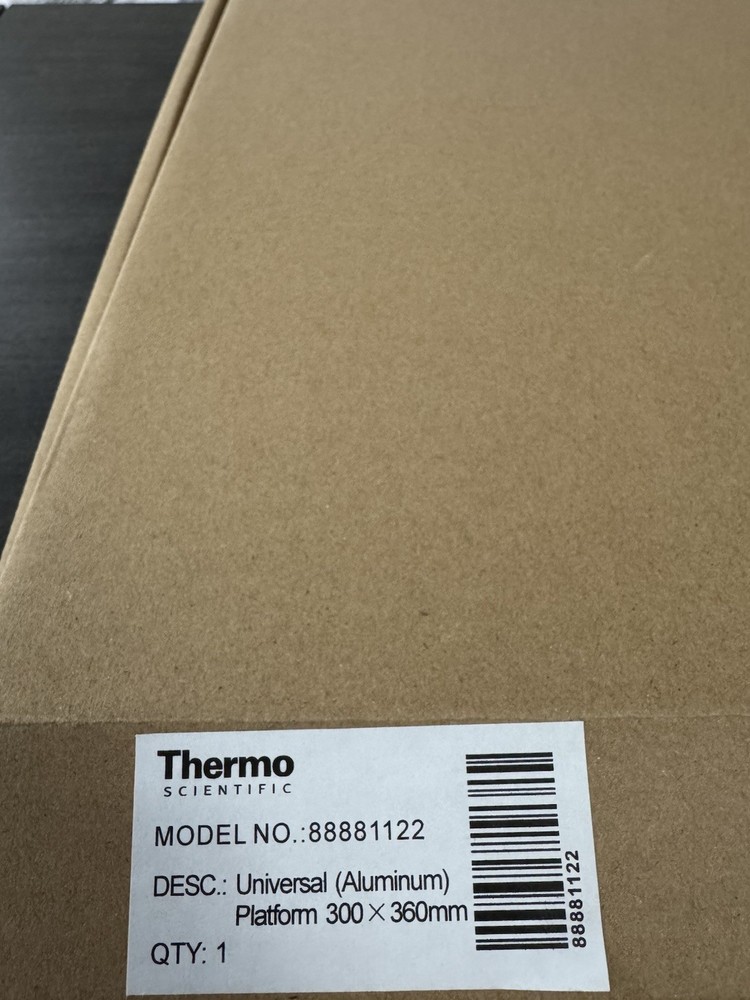 Thermo
SCIENTIFIC
MODEL NO.:88881122
DESC.: Universal (Aluminum)
Platform 300×360mm
QTY: 1
88881122